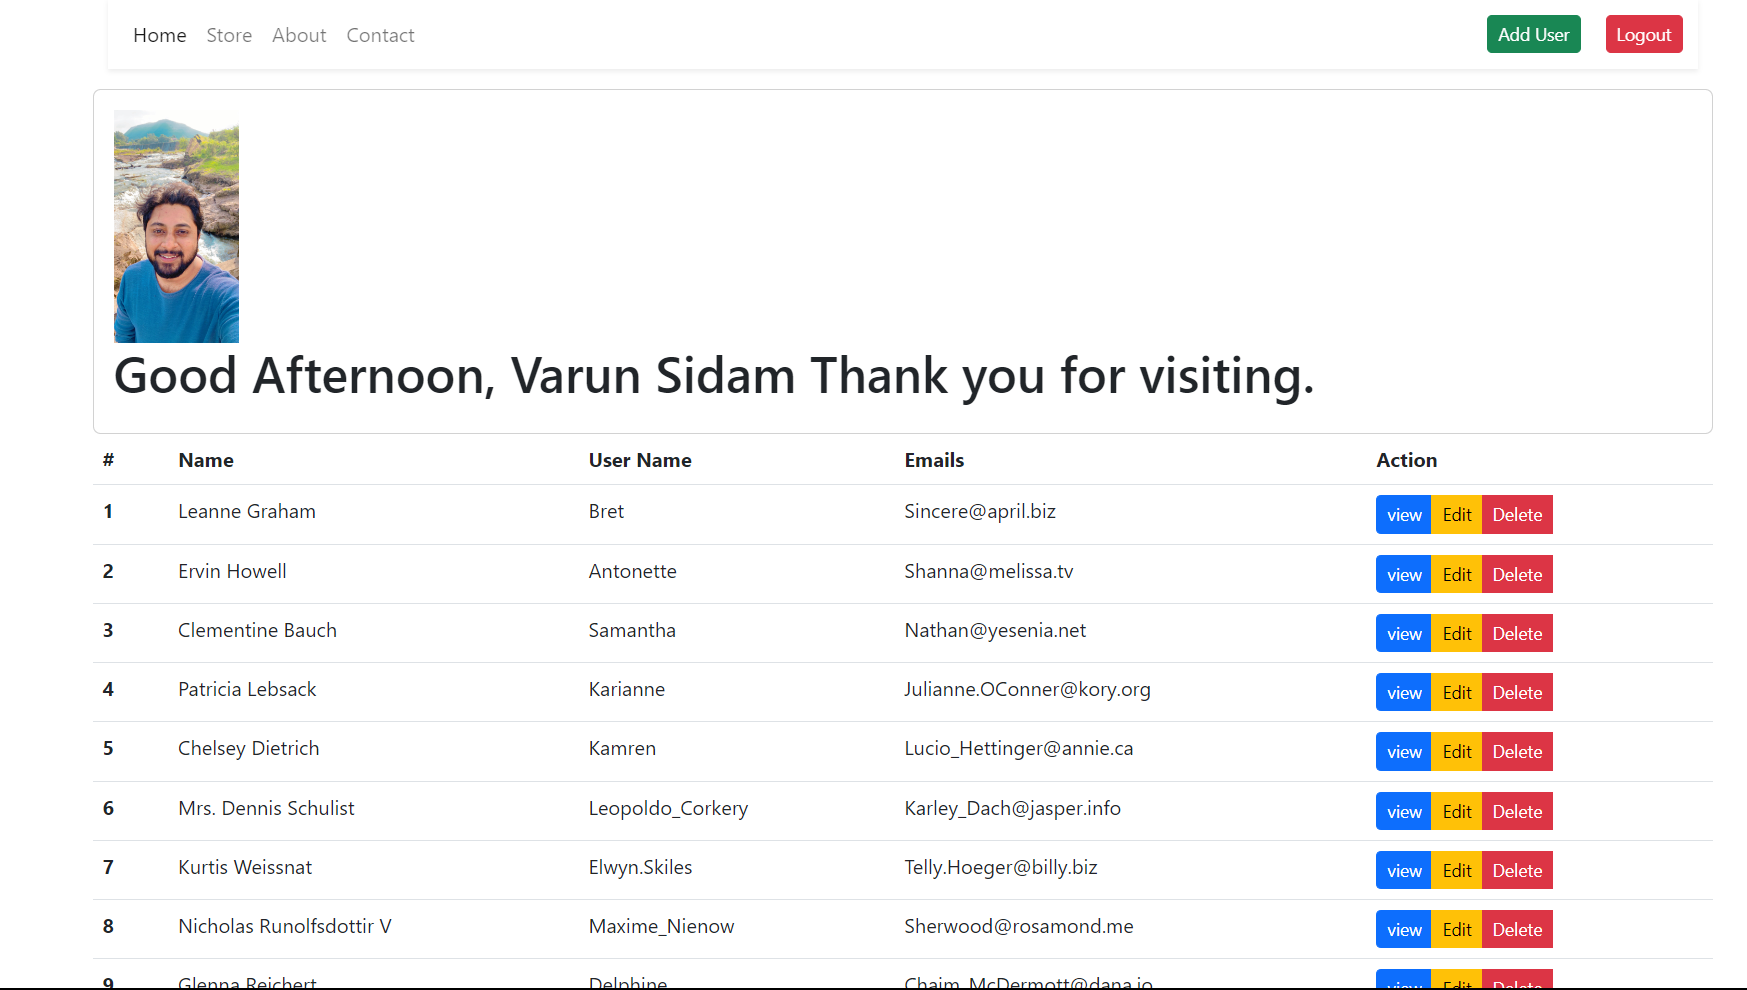 Home Store About Contact Add User Logout
Good Afternoon, Varun Sidam Thank you for visiting.
# Name User Name Emails Action
1 Leanne Graham Bret Sincere@april.biz view Edit Delete
2 Ervin Howell Antonette Shanna@melissa.tv view Edit Delete
3 Clementine Bauch Samantha Nathan@yesenia.net view Edit Delete
4 Patricia Lebsack Karianne Julianne.OConner@kory.org view Edit Delete
5 Chelsey Dietrich Kamren Lucio_Hettinger@annie.ca view Edit Delete
6 Mrs. Dennis Schulist Leopoldo_Corkery Karley_Dach@jasper.info view Edit Delete
7 Kurtis Weissnat Elwyn.Skiles Telly.Hoeger@billy.biz view Edit Delete
8 Nicholas Runolfsdottir V Maxime_Nienow Sherwood@rosamond.me view Edit Delete
9 Glenna Reichert Delphine Chaim_McDermott@dana.io view Edit Delete